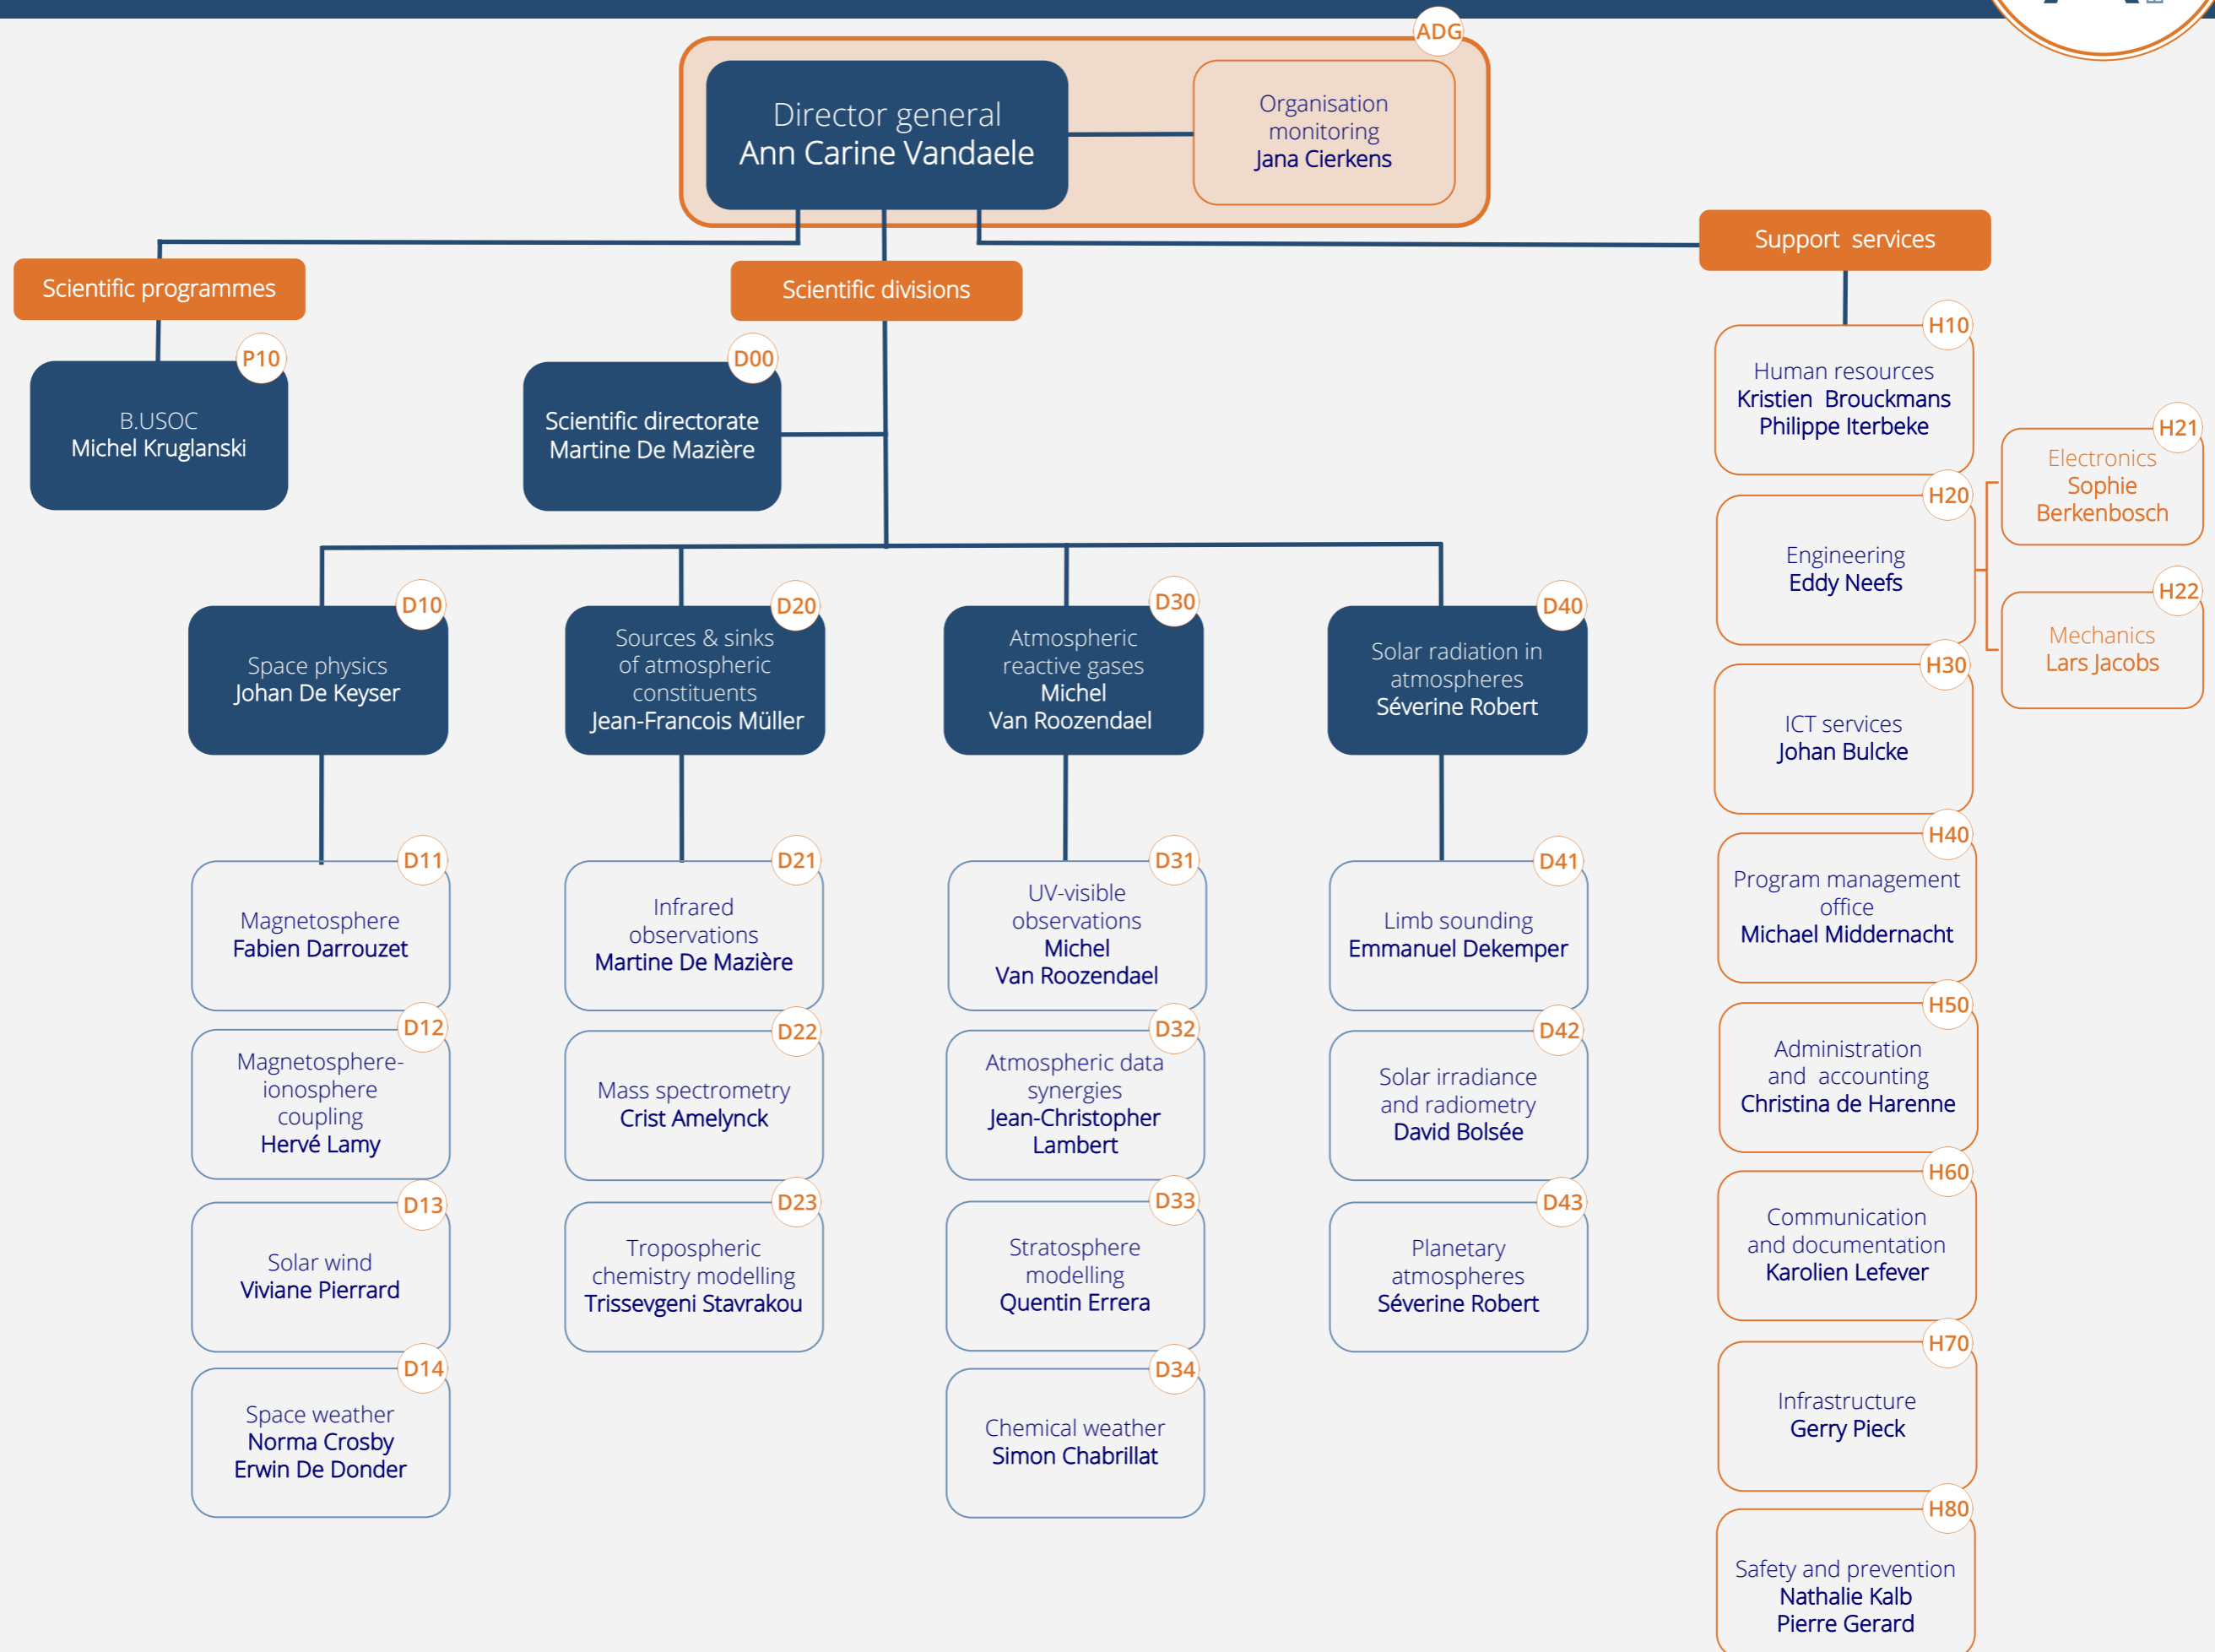 ADG
Director general
Ann Carine Vandaele
Organisation
monitoring
Jana Cierkens
Scientific programmes
Scientific divisions
Support  services
P10
B.USOC
Michel Kruglanski
D00
Scientific directorate
Martine De Mazière
D10
Space physics
Johan De Keyser
D11
Magnetosphere
Fabien Darrouzet
D12
Magnetosphere-
ionosphere
coupling
Hervé Lamy
D13
Solar wind
Viviane Pierrard
D14
Space weather
Norma Crosby
Erwin De Donder
D20
Sources & sinks
of atmospheric
constituents
Jean-Francois Müller
D21
Infrared
observations
Martine De Mazière
D22
Mass spectrometry
Crist Amelynck
D23
Tropospheric
chemistry modelling
Trissevgeni Stavrakou
D30
Atmospheric
reactive gases
Michel
Van Roozendael
D31
UV-visible
observations
Michel
Van Roozendael
D32
Atmospheric data
synergies
Jean-Christopher
Lambert
D33
Stratosphere
modelling
Quentin Errera
D34
Chemical weather
Simon Chabrillat
D40
Solar radiation in
atmospheres
Séverine Robert
D41
Limb sounding
Emmanuel Dekemper
D42
Solar irradiance
and radiometry
David Bolsée
D43
Planetary
atmospheres
Séverine Robert
H10
Human resources
Kristien  Brouckmans
Philippe Iterbeke
H20
Engineering
Eddy Neefs
H21
Electronics
Sophie
Berkenbosch
H22
Mechanics
Lars Jacobs
H30
ICT services
Johan Bulcke
H40
Program management
office
Michael Middernacht
H50
Administration
and  accounting
Christina de Harenne
H60
Communication
and documentation
Karolien Lefever
H70
Infrastructure
Gerry Pieck
H80
Safety and prevention
Nathalie Kalb
Pierre Gerard